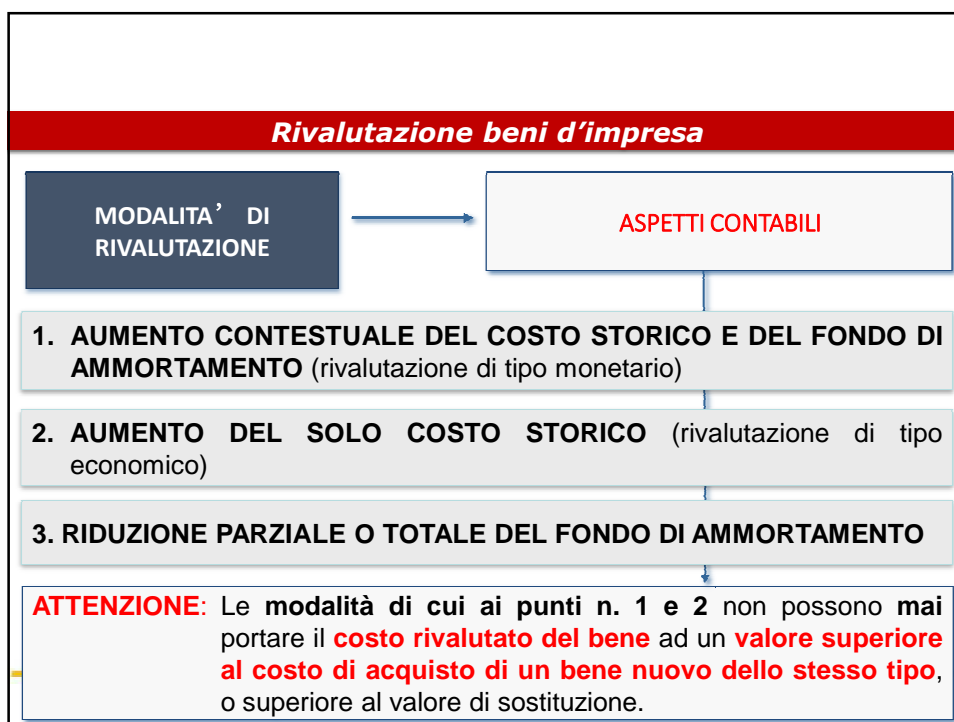 Rivalutazione beni d’impresa
MODALITA’ DI
RIVALUTAZIONE
ASPETTI CONTABILI
1. AUMENTO CONTESTUALE DEL COSTO STORICO E DEL FONDO DI
AMMORTAMENTO (rivalutazione di tipo monetario)
2. AUMENTO DEL SOLO COSTO STORICO (rivalutazione di tipo
economico)
3. RIDUZIONE PARZIALE O TOTALE DEL FONDO DI AMMORTAMENTO
ATTENZIONE: Le modalità di cui ai punti n. 1 e 2 non possono mai
portare il costo rivalutato del bene ad un valore superiore
al costo di acquisto di un bene nuovo dello stesso tipo,
o superiore al valore di sostituzione.